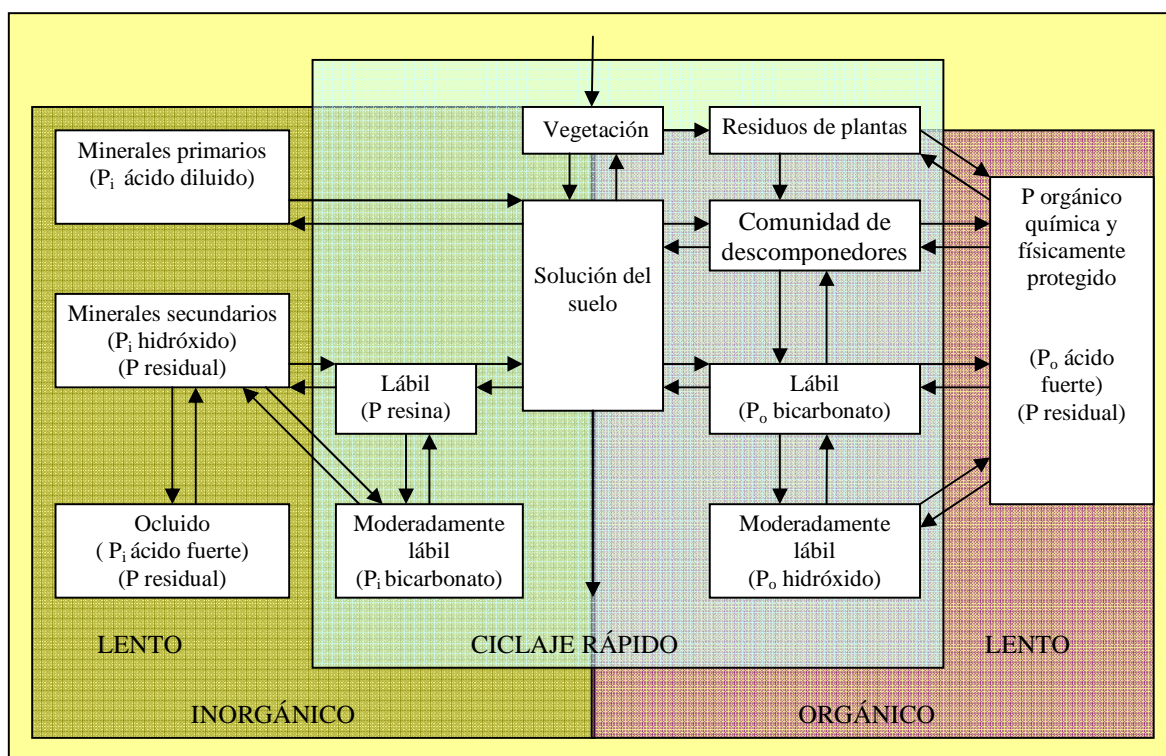 Vegetación
Residuos de plantas
Minerales primarios
(Pi ácido diluido)
P orgánico
química y
físicamente
protegido
(Po ácido
fuerte)
(P residual)
Comunidad de
descomponedores
Solución del
suelo
Minerales secundarios
(Pi hidróxido)
(P residual)
Lábil
(P resina)
Lábil
(Po bicarbonato)
Ocluido
( Pi ácido fuerte)
(P residual)
Moderadamente
lábil
(Pi bicarbonato)
Moderadamente
lábil
(Po hidróxido)
LENTO
CICLAJE RÁPIDO
LENTO
INORGÁNICO
ORGÁNICO